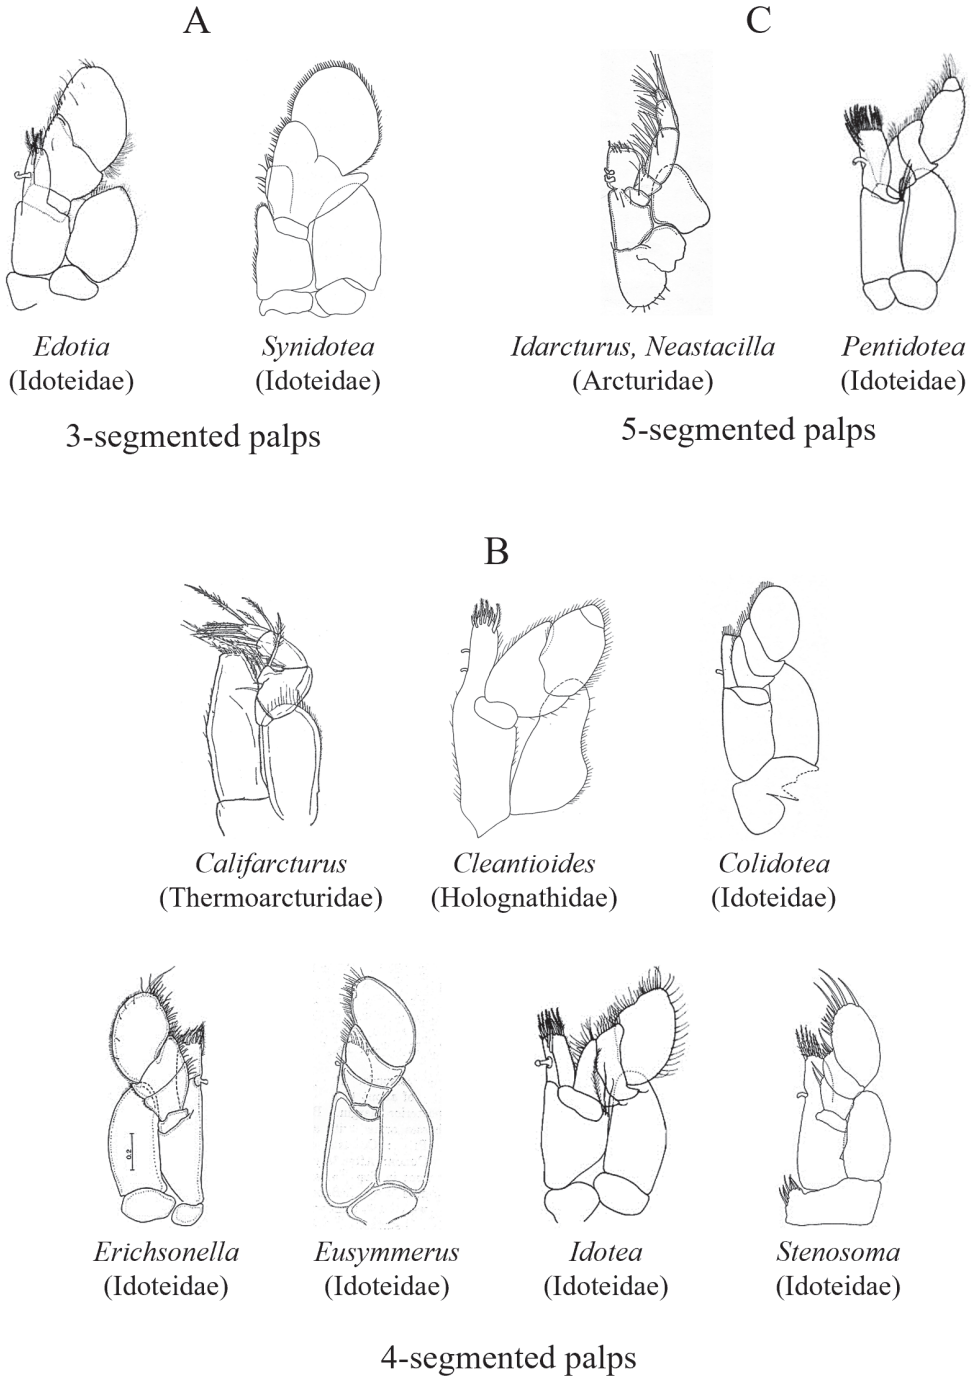 A
C
Edotia
(Idoteidae)
Synidotea
(Idoteidae)
Idarcturus, Neastacilla
(Arcturidae)
Pentidotea
(Idoteidae)
3-segmented palps
5-segmented palps
B
Califarcturus
(Thermoarcturidae)
Cleantioides
(Holognathidae)
Colidotea
(Idoteidae)
0.2
Erichsonella
(Idoteidae)
Eusymmerus
(Idoteidae)
Idotea
(Idoteidae)
Stenosoma
(Idoteidae)
4-segmented palps